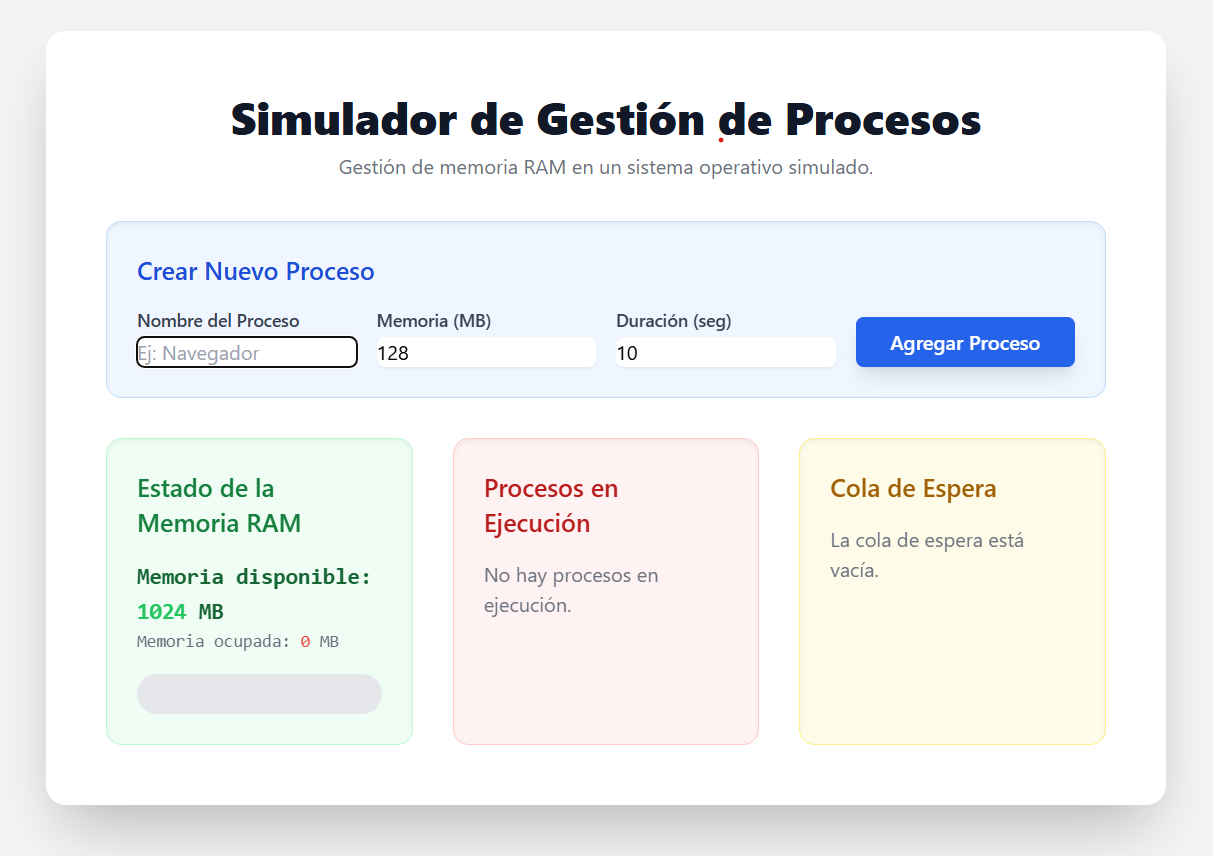 Simulador de Gestión de Procesos
Gestión de memoria RAM en un sistema operativo simulado.
Crear Nuevo Proceso
Nombre del Proceso
Ej: Navegador
Memoria (MB)
128
Duración (seg)
10
Agregar Proceso
Estado de la
Memoria RAM
Memoria disponible:
1024 MB
Memoria ocupada: 0 MB
Procesos en
Ejecución
No hay procesos en
ejecución.
Cola de Espera
La cola de espera está
vacía.